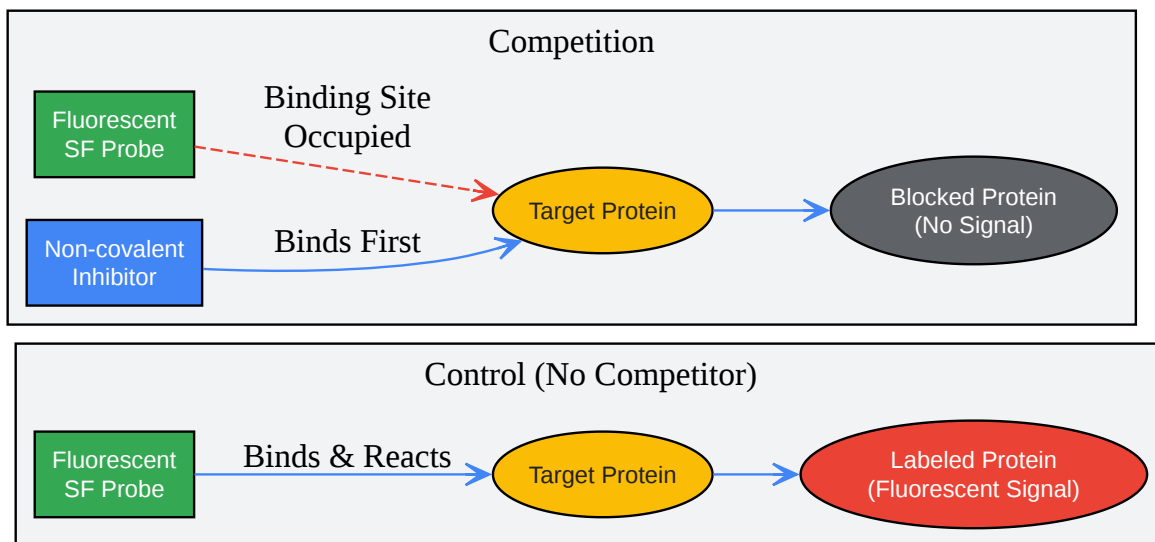 Competition
Fluorescent
SF Probe
Binding Site
Occupied
Target Protein
Blocked Protein
(No Signal)
Non-covalent
Inhibitor
Binds First
Control (No Competitor)
Fluorescent
SF Probe
Binds & Reacts
Target Protein
Labeled Protein
(Fluorescent Signal)